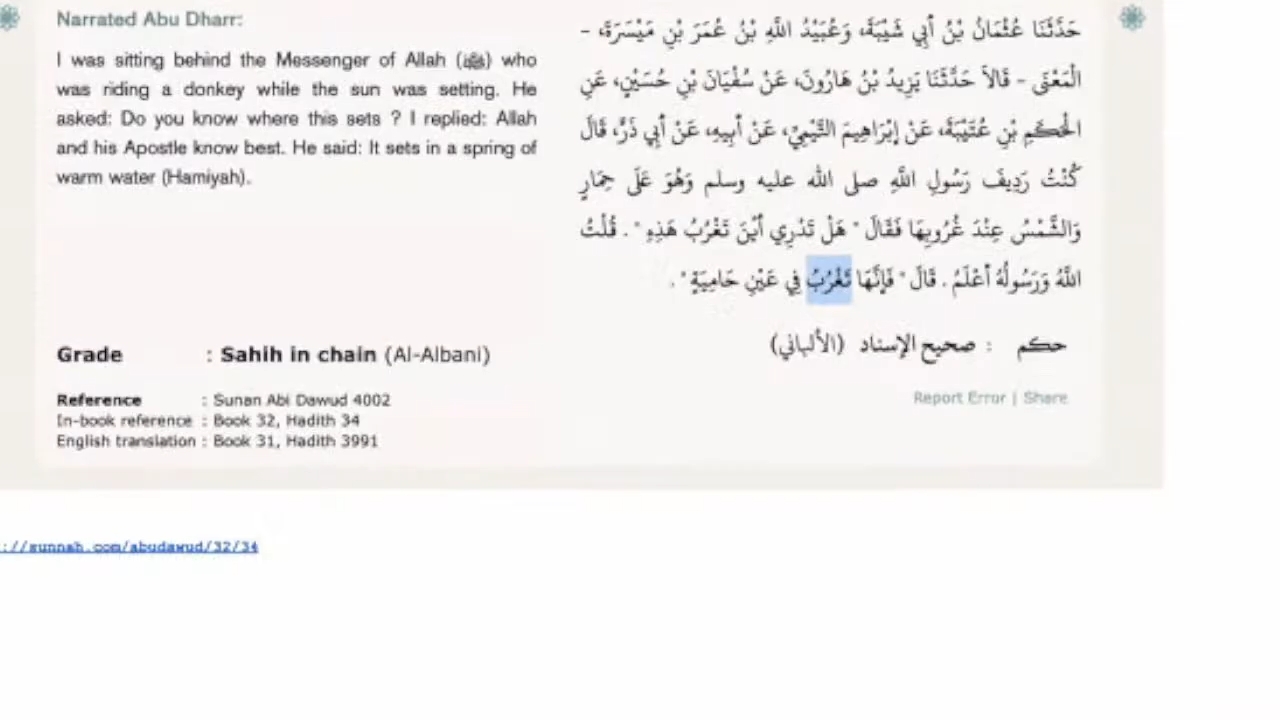 Narrated Abu Dharr:
I was sitting behind the Messenger of Allah (ﷺ) who
was riding a donkey while the sun was setting. He
asked: Do you know where this sets ? I replied: Allah
and his Apostle know best. He said: It sets in a spring of
warm water (Hamiyah).
حَدَّثَنَا عُثْمَانُ بْنُ أَبِي شَيْبَةَ، وَعُبَيْدُ اللَّهِ بْنُ عُمَرَ بْنِ مَيْسَرَةَ، -
الْمَعْنَى - قَالاَ حَدَّثَنَا يَزِيدُ بْنُ هَارُونَ، عَنْ سُفْيَانَ بْنِ حُسَيْنٍ، عَنِ
الْحَكَمِ بْنِ عُتَيْبَةَ، عَنْ إِبْرَاهِيمَ التَّيْمِيِّ، عَنْ أَبِيهِ، عَنْ أَبِي ذَرٍّ، قَالَ
كُنْتُ رَدِيفَ رَسُولِ اللَّهِ صلى الله عليه وسلم وَهُوَ عَلَى حِمَارٍ
وَالشَّمْسُ عِنْدَ غُرُوبِهَا فَقَالَ " هَلْ تَدْرِي أَيْنَ تَغْرُبُ هَذِهِ " . قُلْتُ
اللَّهُ وَرَسُولُهُ أَعْلَمُ . قَالَ " فَإِنَّهَا تَغْرُبُ فِي عَيْنِ حَامِيَةٍ " .
Grade : Sahih in chain (Al-Albani)
حكم : صحيح الإسناد (الألباني)
Reference : Sunan Abi Dawud 4002
In-book reference : Book 32, Hadith 34
English translation : Book 31, Hadith 3991
Report Error | Share
://sunnah.com/abudawud/32/34